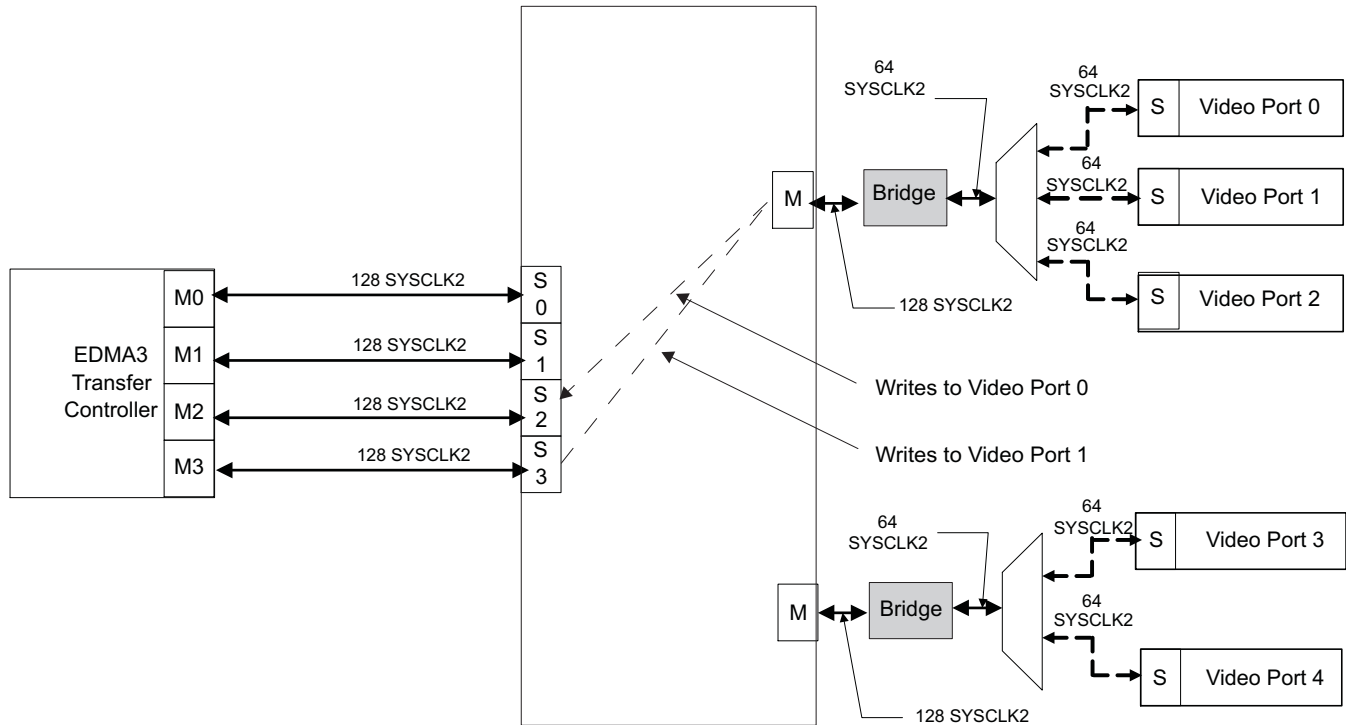 EDMA3
Transfer
Controller
M0
M1
M2
M3
128 SYSCLK2
128 SYSCLK2
128 SYSCLK2
128 SYSCLK2
S
0
S
1
S
2
S
3
M
128 SYSCLK2
Bridge
64
SYSCLK2
64
SYSCLK2
S
Video Port 0
64
SYSCLK2
S
Video Port 1
64
SYSCLK2
S
Video Port 2
Writes to Video Port 0
Writes to Video Port 1
M
128 SYSCLK2
Bridge
64
SYSCLK2
64
SYSCLK2
S
Video Port 3
64
SYSCLK2
S
Video Port 4